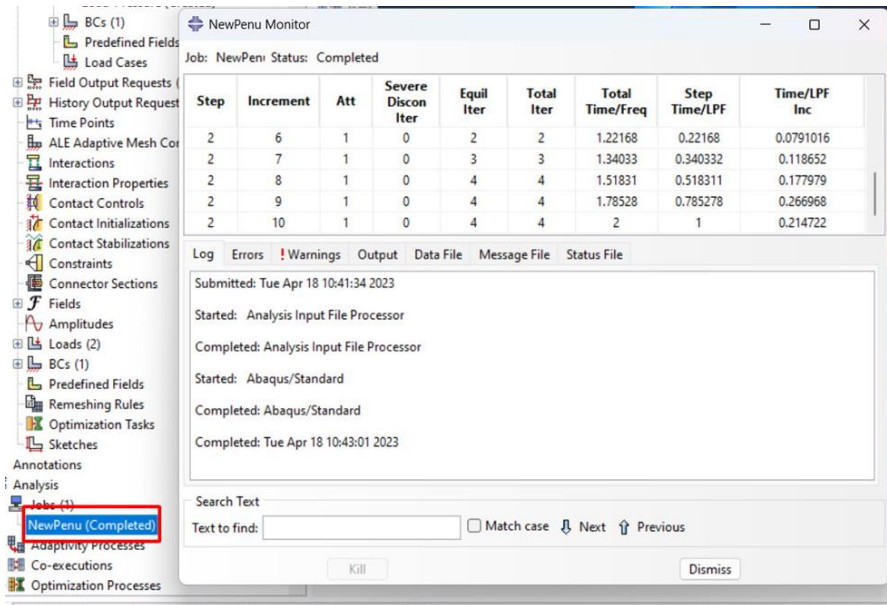 BCs (1)
Predefined Fields
Load Cases
Field Output Requests (
History Output Request
Time Points
ALE Adaptive Mesh Con
Interactions
Interaction Properties
Contact Controls
Contact Initializations
Contact Stabilizations
Constraints
Connector Sections
Fields
Amplitudes
Loads (2)
BCs (1)
Predefined Fields
Remeshing Rules
Optimization Tasks
Sketches
Annotations
Analysis
Jobs (1)
NewPenu (Completed)
Adaptivity Processes
Co-executions
Optimization Processes
NewPenu Monitor
Job: NewPenu Status: Completed
Step Increment Att Severe Discon Iter Equil Iter Total Iter Total Time/Freq Step Time/LPF Time/LPF Inc
2 6 1 0 2 2 1.22168 0.22168 0.0791016
2 7 1 0 3 3 1.34033 0.340332 0.118652
2 8 1 0 4 4 1.51831 0.518311 0.177979
2 9 1 0 4 4 1.78528 0.785278 0.266968
2 10 1 0 4 4 2 1 0.214722
Log Errors ! Warnings Output Data File Message File Status File
Submitted: Tue Apr 18 10:41:34 2023
Started: Analysis Input File Processor
Completed: Analysis Input File Processor
Started: Abaqus/Standard
Completed: Abaqus/Standard
Completed: Tue Apr 18 10:43:01 2023
Search Text
Text to find: Match case Next Previous
Kill Dismiss